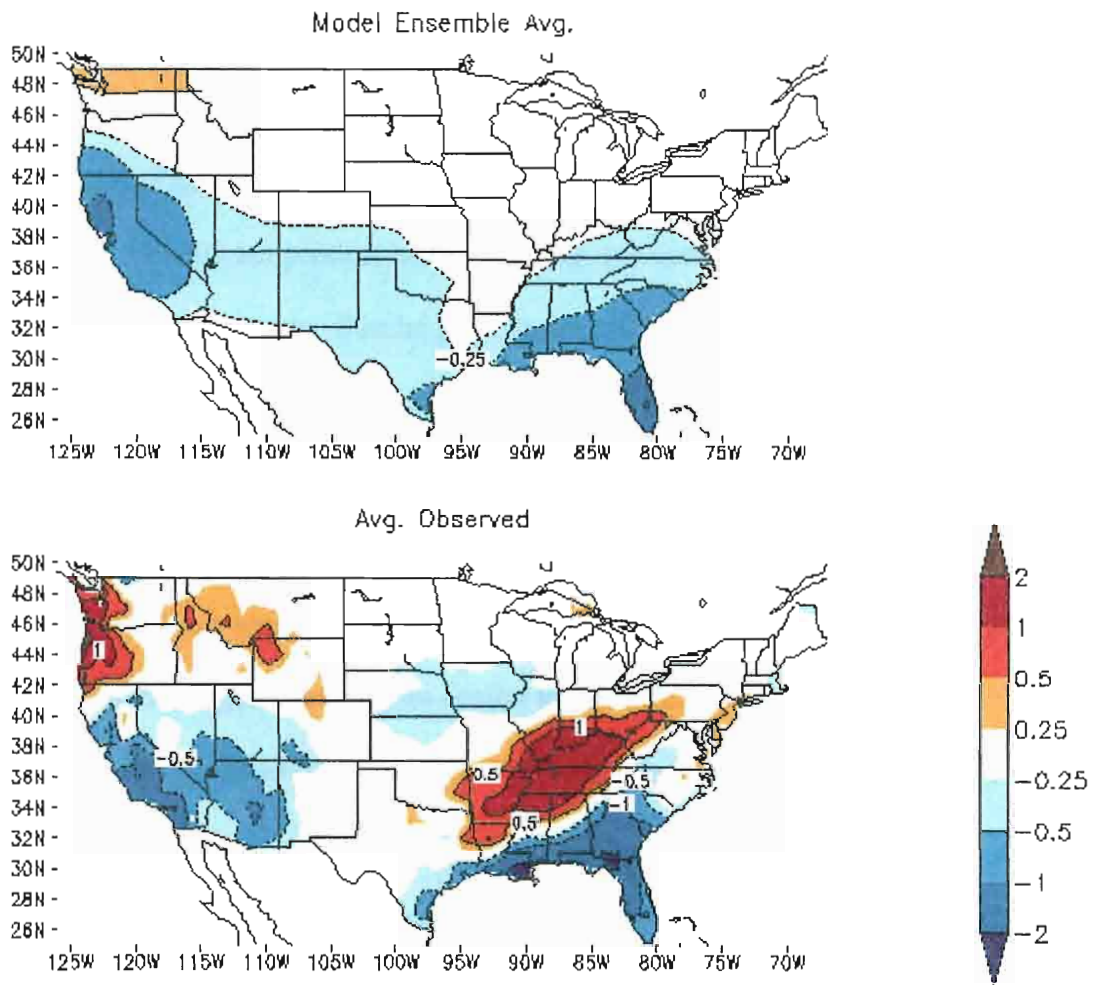 Model Ensemble Avg.
50N
48N
46N
44N
42N
40N
38N
36N
34N
32N
30N
28N
26N
-0.25
125W 120W 115W 110W 105W 100W 95W 90W 85W 80W 75W 70W
Avg. Observed
50N
48N
46N
44N
42N
40N
38N
36N
34N
32N
30N
28N
26N
1
1
-0.5
0.5
-0.5
-1
0.5
125W 120W 115W 110W 105W 100W 95W 90W 85W 80W 75W 70W
2
1
0.5
0.25
-0.25
-0.5
-1
-2